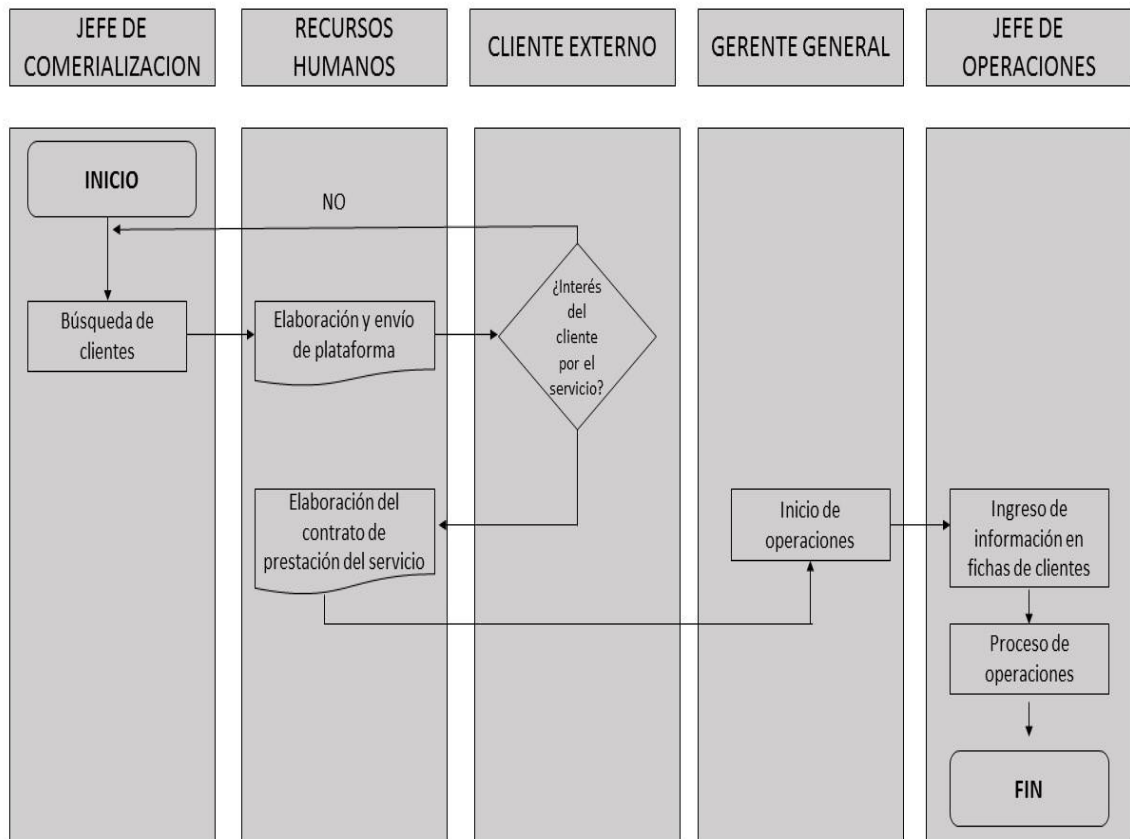 JEFE DE
COMERIALIZACION
RECURSOS
HUMANOS
CLIENTE EXTERNO
GERENTE GENERAL
JEFE DE
OPERACIONES
INICIO
NO
Búsqueda de
clientes
Elaboración y envío
de plataforma
¿Interés
del
cliente
por el
servicio?
Elaboración del
contrato de
prestación del servicio
Inicio de
operaciones
Ingreso de
información en
fichas de clientes
Proceso de
operaciones
FIN